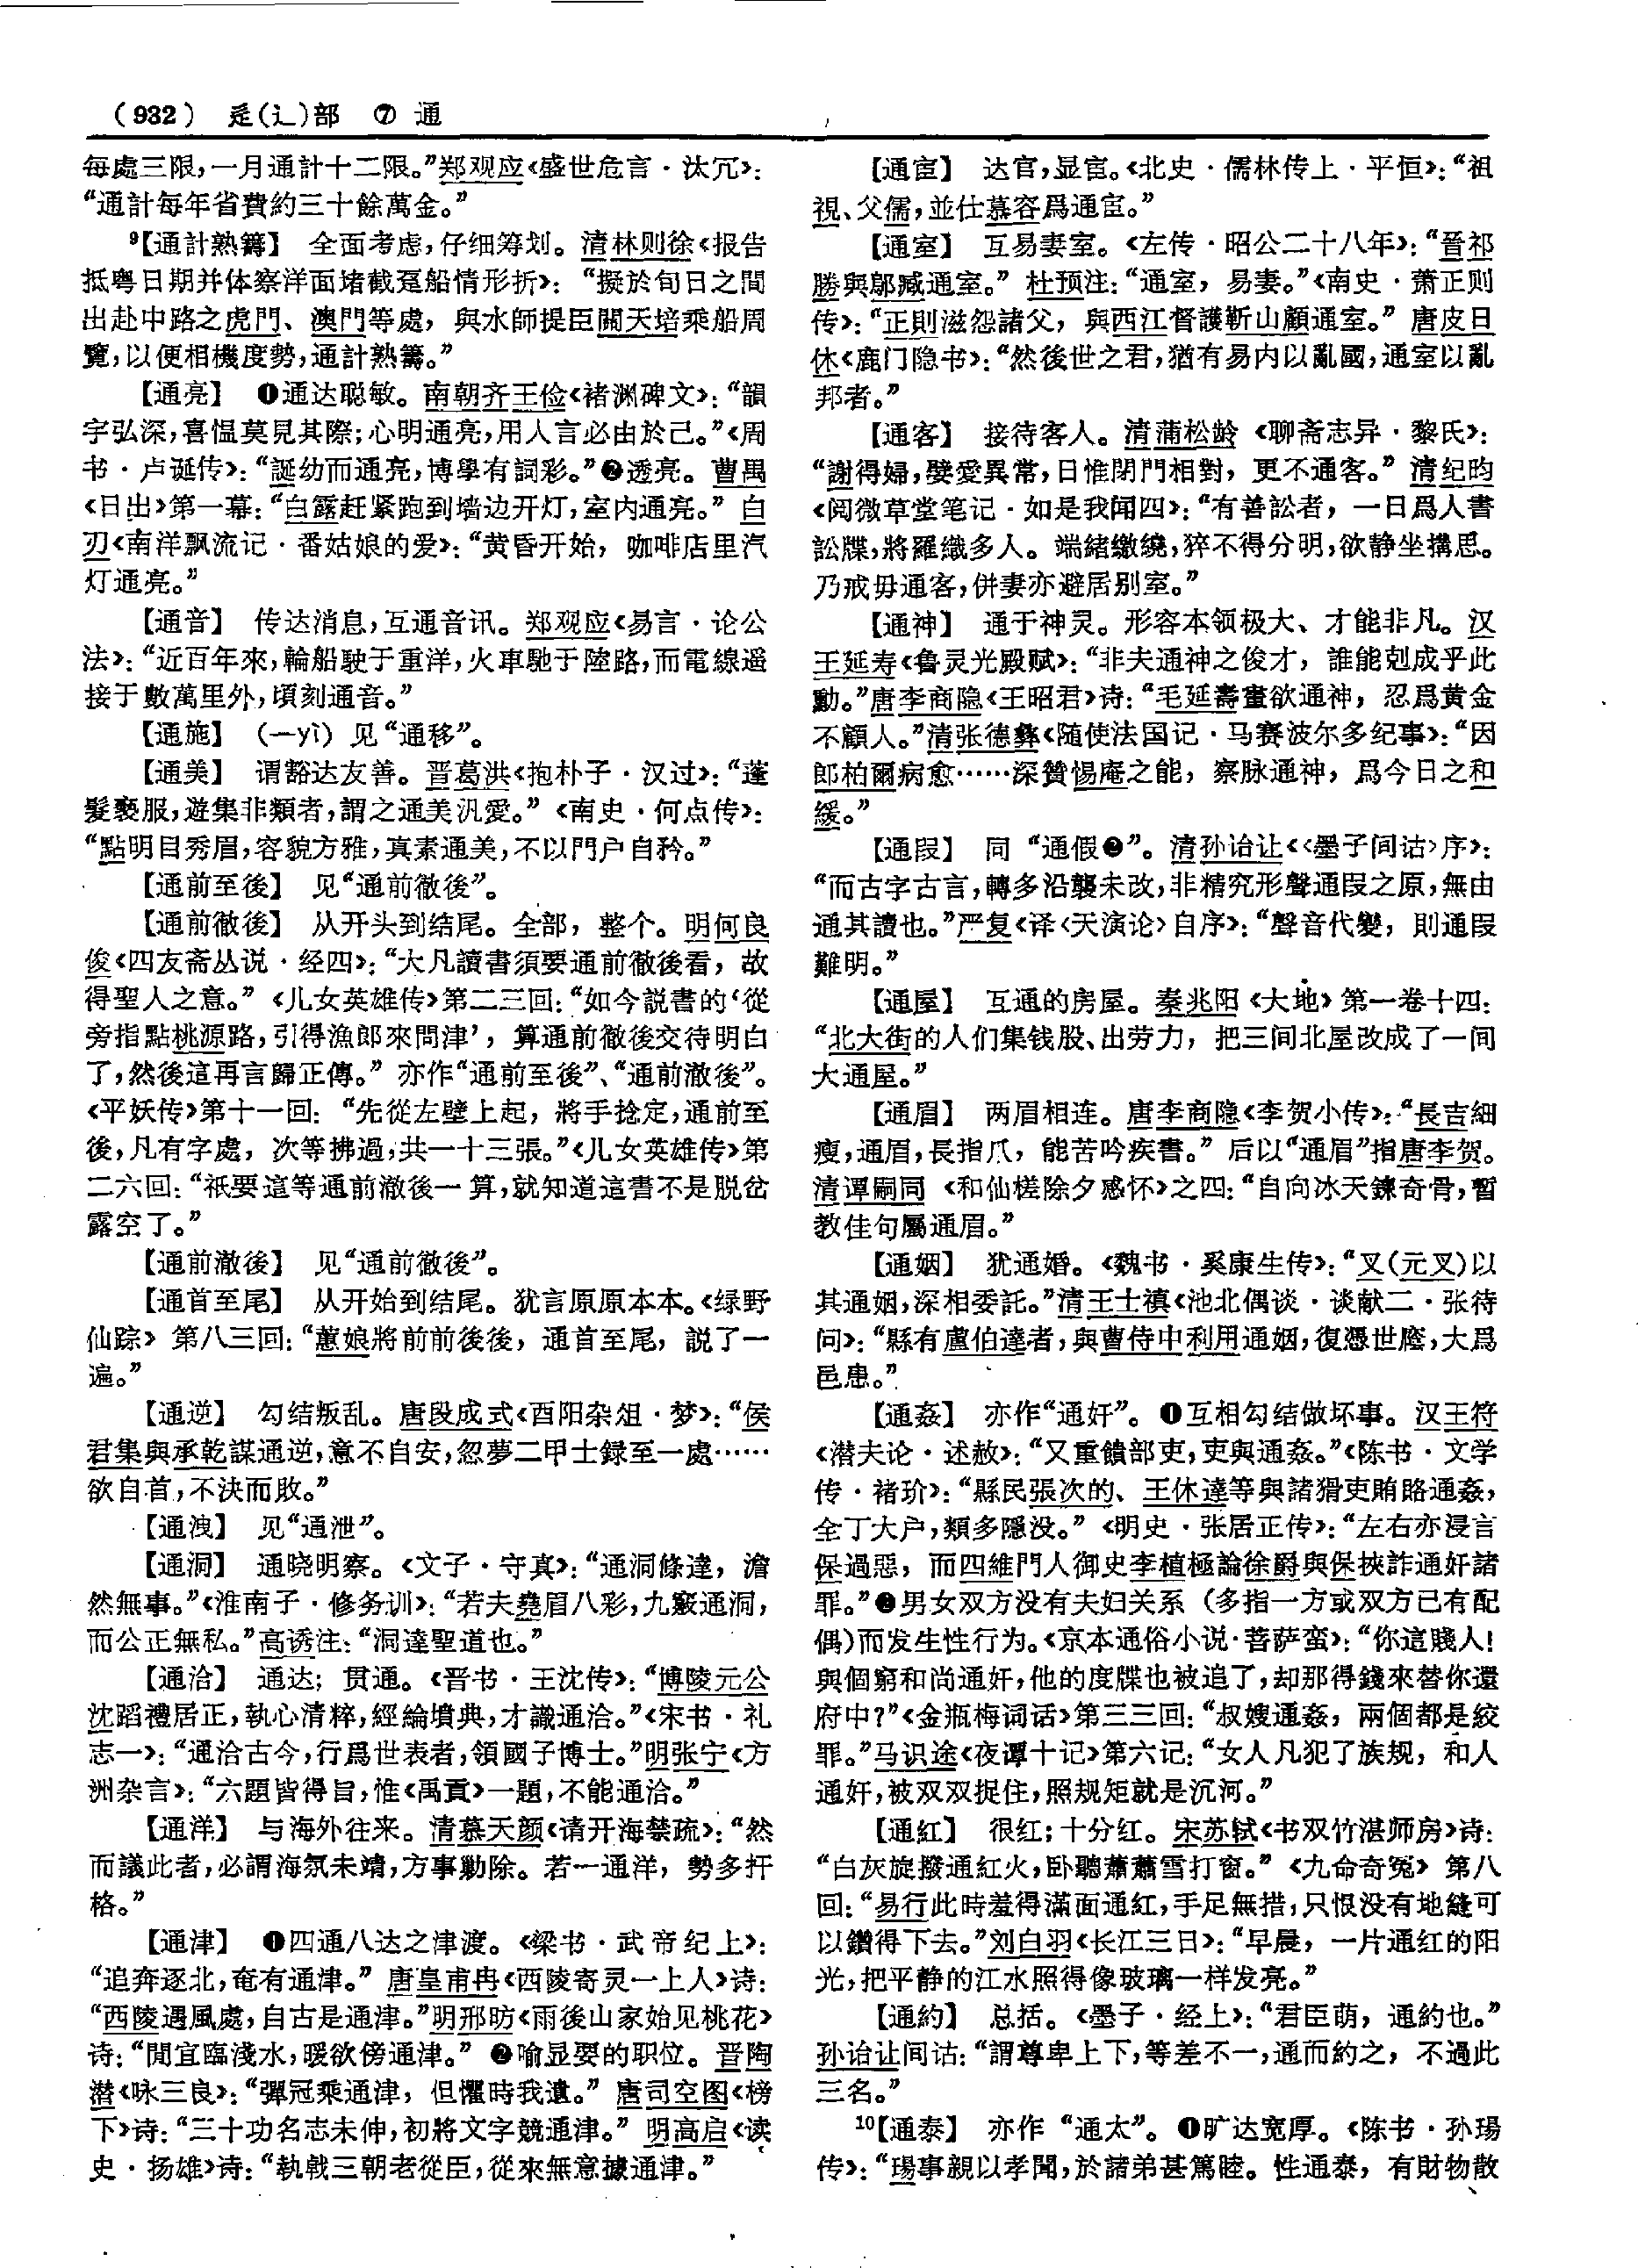 （932） 辵(辶)部 ⑦ 通
每處三限，一月通計十二限。”郑观应《盛世危言·汰冗》：
“通計每年省費約三十餘萬金。”
⁹【通計熟籌】 全面考虑，仔细筹划。清林则徐《报告
抵粤日期并体察洋面堵截趸船情形折》：“擬於旬日之間
出赴中路之虎門、澳門等處，與水師提臣關天培乘船周
覽，以便相機度勢，通計熟籌。”
【通亮】 ❶通达聪敏。南朝齐王俭《褚渊碑文》：“韻
宇弘深，喜愠莫見其際；心明通亮，用人言必由於己。”《周
书·卢诞传》：“誕幼而通亮，博學有詞彩。”❷透亮。曹禺
《日出》第一幕：“白露赶紧跑到墙边开灯，室内通亮。”白
刃《南洋飘流记·番姑娘的爱》：“黄昏开始，咖啡店里汽
灯通亮。”
【通音】 传达消息，互通音讯。郑观应《易言·论公
法》：“近百年來，輪船駛于重洋，火車馳于陸路，而電線遥
接于數萬里外，頃刻通音。”
【通施】 （一yì）见“通移”。
【通美】 谓豁达友善。晋葛洪《抱朴子·汉过》：“蓬
髮褻服，遊集非類者，謂之通美汎愛。”《南史·何点传》：
“點明目秀眉，容貌方雅，真素通美，不以門户自矜。”
【通前至後】 见“通前徹後”。
【通前徹後】 从开头到结尾。全部，整个。明何良
俊《四友斋丛说·经四》：“大凡讀書須要通前徹後看，故
得聖人之意。”《儿女英雄传》第二三回：“如今説書的‘從
旁指點桃源路，引得漁郎來問津’，算通前徹後交待明白
了，然後這再言歸正傳。”亦作“通前至後”、“通前澈後”。
《平妖传》第十一回：“先從左壁上起，將手捻定，通前至
後，凡有字處，次等拂過，共一十三張。”《儿女英雄传》第
二六回：“祇要這等通前澈後一算，就知道這書不是脱岔
露空了。”
【通前澈後】 见“通前徹後”。
【通首至尾】 从开始到结尾。犹言原原本本。《绿野
仙踪》第八三回：“蕙娘將前前後後，通首至尾，説了一
遍。”
【通逆】 勾结叛乱。唐段成式《酉阳杂俎·梦》：“侯
君集與承乾謀通逆，意不自安，忽夢二甲士録至一處……
欲自首，不決而敗。”
【通洩】 见“通泄”。
【通洞】 通晓明察。《文子·守真》：“通洞條達，澹
然無事。”《淮南子·修务训》：“若夫堯眉八彩，九竅通洞，
而公正無私。”高诱注：“洞達聖道也。”
【通洽】 通达；贯通。《晋书·王沈传》：“博陵元公
沈蹈禮居正，執心清粹，經綸墳典，才識通洽。”《宋书·礼
志一》：“通洽古今，行爲世表者，領國子博士。”明张宁《方
洲杂言》：“六題皆得旨，惟《禹貢》一題，不能通洽。”
【通洋】 与海外往来。清慕天颜《请开海禁疏》：“然
而議此者，必謂海氛未靖，方事勦除。若一通洋，勢多扞
格。”
【通津】 ❶四通八达之津渡。《梁书·武帝纪上》：
“追奔逐北，奄有通津。”唐皇甫冉《西陵寄灵一上人》诗：
“西陵遇風處，自古是通津。”明邢昉《雨後山家始见桃花》
诗：“閒宜臨淺水，暖欲傍通津。”❷喻显要的职位。晋陶
潜《咏三良》：“彈冠乘通津，但懼時我遺。”唐司空图《榜
下》诗：“三十功名志未伸，初將文字競通津。”明高启《读
史·扬雄》诗：“執戟三朝老從臣，從來無意據通津。”
【通宦】 达官，显宦。《北史·儒林传上·平恒》：“祖
視、父儒，並仕慕容爲通宦。”
【通室】 互易妻室。《左传·昭公二十八年》：“晋祁
勝與鄔臧通室。”杜预注：“通室，易妻。”《南史·萧正则
传》：“正則滋怨諸父，與西江督護靳山顧通室。”唐皮日
休《鹿门隐书》：“然後世之君，猶有易内以亂國，通室以亂
邦者。”
【通客】 接待客人。清蒲松龄《聊斋志异·黎氏》：
“謝得婦，嬖愛異常，日惟閉門相對，更不通客。”清纪昀
《阅微草堂笔记·如是我闻四》：“有善訟者，一日爲人書
訟牒，將羅織多人。端緒繳繞，猝不得分明，欲静坐搆思。
乃戒毋通客，併妻亦避居别室。”
【通神】 通于神灵。形容本领极大、才能非凡。汉
王延寿《鲁灵光殿赋》：“非夫通神之俊才，誰能剋成乎此
勳。”唐李商隐《王昭君》诗：“毛延壽畫欲通神，忍爲黄金
不顧人。”清张德彝《随使法国记·马赛波尔多纪事》：“因
郎柏爾病愈……深贊惕庵之能，察脉通神，爲今日之和
緩。”
【通叚】 同“通假❷”。清孙诒让《〈墨子间诂〉序》：
“而古字古言，轉多沿襲未改，非精究形聲通叚之原，無由
通其讀也。”严复《译〈天演论〉自序》：“聲音代變，則通叚
難明。”
【通屋】 互通的房屋。秦兆阳《大地》第一卷十四：
“北大街的人们集钱股、出劳力，把三间北屋改成了一间
大通屋。”
【通眉】 两眉相连。唐李商隐《李贺小传》：“長吉細
瘦，通眉，長指爪，能苦吟疾書。”后以“通眉”指唐李贺。
清谭嗣同《和仙槎除夕感怀》之四：“自向冰天鍊奇骨，暫
教佳句屬通眉。”
【通姻】 犹通婚。《魏书·奚康生传》：“叉（元叉）以
其通姻，深相委託。”清王士禛《池北偶谈·谈献二·张待
问》：“縣有盧伯達者，與曹侍中利用通姻，復憑世廕，大爲
邑患。”
【通姦】 亦作“通奸”。❶互相勾结做坏事。汉王符
《潜夫论·述赦》：“又重饋部吏，吏與通姦。”《陈书·文学
传·褚玠》：“縣民張次的、王休達等與諸猾吏賄賂通姦，
全丁大户，類多隱没。”《明史·张居正传》：“左右亦浸言
保過惡，而四維門人御史李植極論徐爵與保挾詐通奸諸
罪。”❷男女双方没有夫妇关系（多指一方或双方已有配
偶）而发生性行为。《京本通俗小说·菩萨蛮》：“你這賤人！
與個窮和尚通奸，他的度牒也被追了，却那得錢來替你還
府中？”《金瓶梅词话》第三三回：“叔嫂通姦，兩個都是絞
罪。”马识途《夜谭十记》第六记：“女人凡犯了族规，和人
通奸，被双双捉住，照规矩就是沉河。”
【通紅】 很红；十分红。宋苏轼《书双竹湛师房》诗：
“白灰旋撥通紅火，卧聽蕭蕭雪打窗。”《九命奇冤》第八
回：“易行此時羞得滿面通紅，手足無措，只恨没有地縫可
以鑽得下去。”刘白羽《长江三日》：“早晨，一片通红的阳
光，把平静的江水照得像玻璃一样发亮。”
【通約】 总括。《墨子·经上》：“君臣萌，通約也。”
孙诒让间诂：“謂尊卑上下，等差不一，通而約之，不過此
三名。”
¹⁰【通泰】 亦作“通太”。❶旷达宽厚。《陈书·孙瑒
传》：“瑒事親以孝聞，於諸弟甚篤睦。性通泰，有財物散